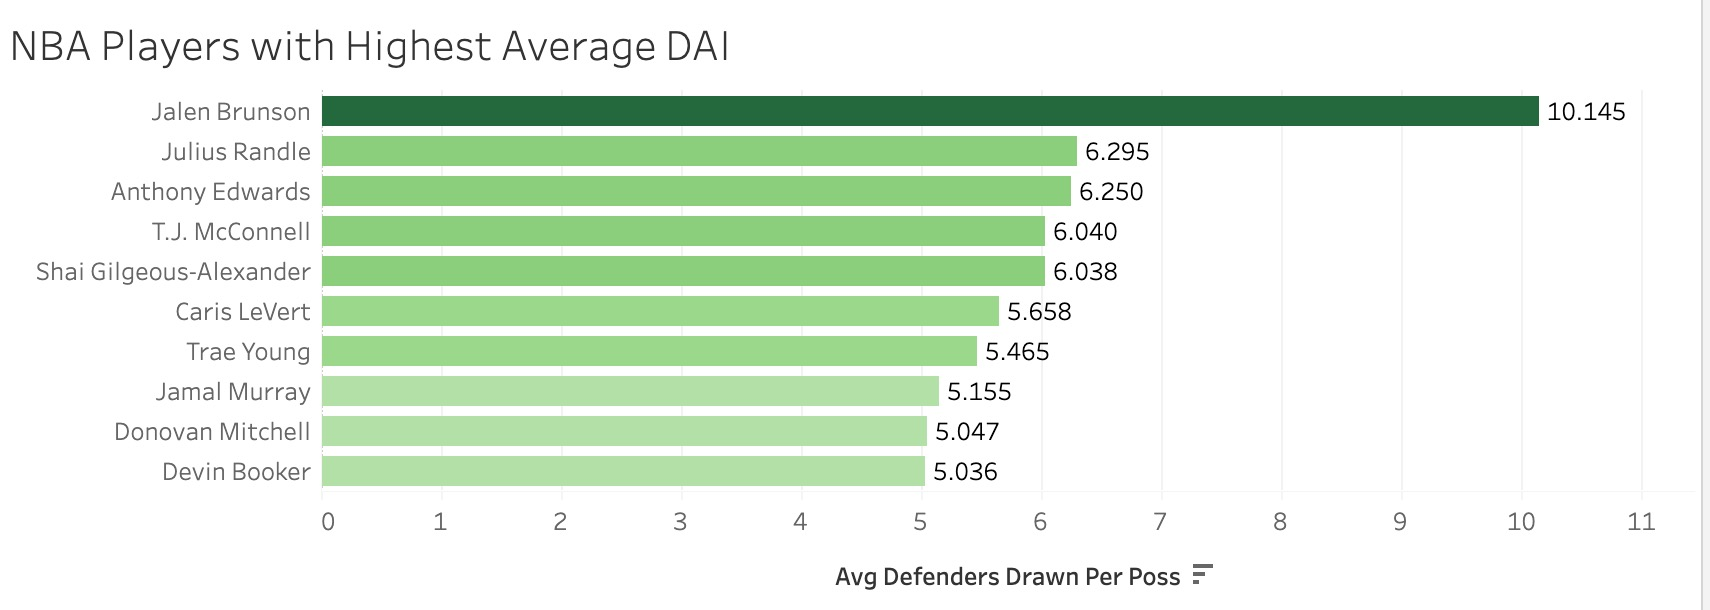 NBA Players with Highest Average DAI
Jalen Brunson 10.145
Julius Randle 6.295
Anthony Edwards 6.250
T.J. McConnell 6.040
Shai Gilgeous-Alexander 6.038
Caris LeVert 5.658
Trae Young 5.465
Jamal Murray 5.155
Donovan Mitchell 5.047
Devin Booker 5.036
0 1 2 3 4 5 6 7 8 9 10 11
Avg Defenders Drawn Per Poss